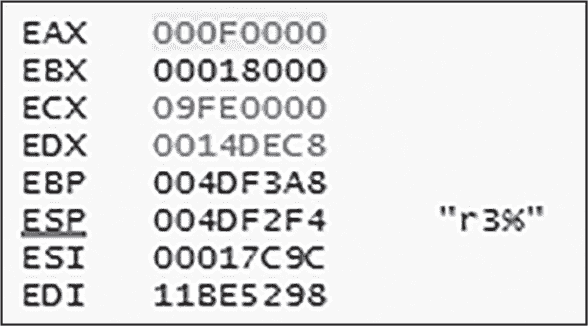 EAX 000F0000
EBX 00018000
ECX 09FE0000
EDX 0014DEC8
EBP 004DF3A8
ESP 004DF2F4 "r3%"
ESI 00017C9C
EDI 11BE5298